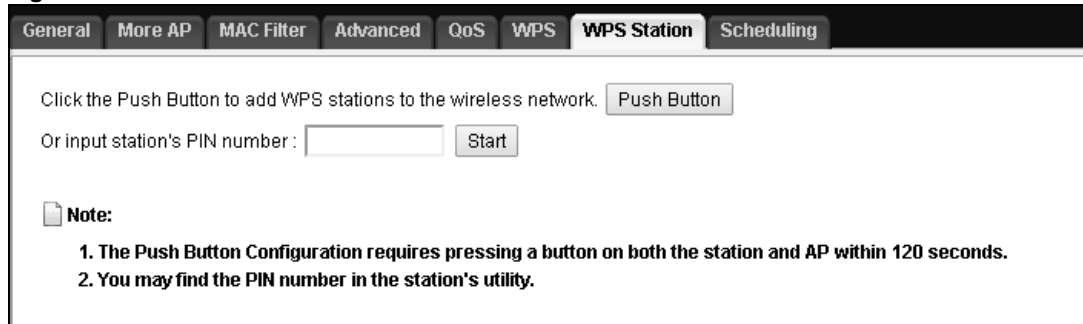 General More AP MAC Filter Advanced QoS WPS WPS Station Scheduling
Click the Push Button to add WPS stations to the wireless network. Push Button
Or input station's PIN number : Start
Note:
1. The Push Button Configuration requires pressing a button on both the station and AP within 120 seconds.
2. You may find the PIN number in the station's utility.